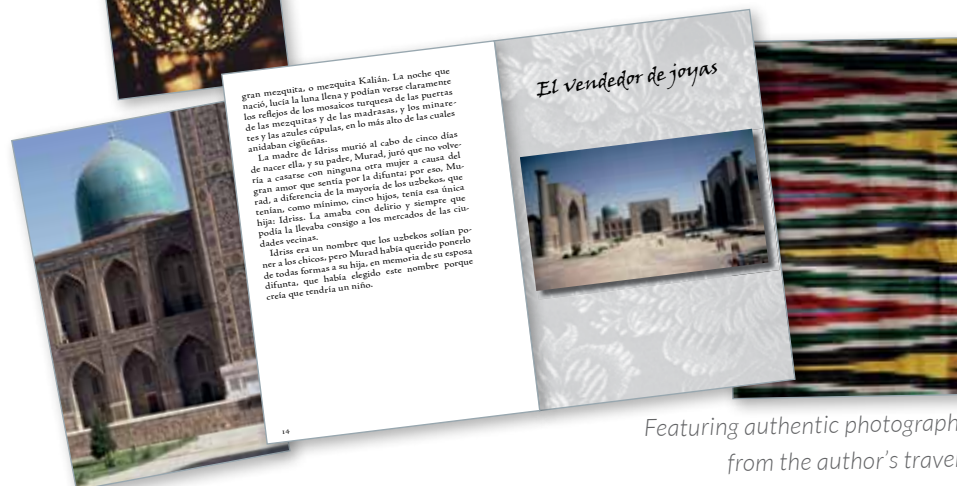 gran mezquita, o mezquita Kalián. La noche que
nació, lucía la luna llena y podían verse claramente
los reflejos de los mosaicos turquesa de las puertas
de las mezquitas y de las madrasas, y los minare-
tes y las azules cúpulas, en lo más alto de las cuales
anidaban cigüeñas.
La madre de Idriss murió al cabo de cinco días
de nacer ella, y su padre, Murad, juró que no volve-
ría a casarse con ninguna otra mujer a causa del
gran amor que sentía por la difunta; por eso, Mu-
rad, a diferencia de la mayoría de los uzbekos, que
tenían, como mínimo, cinco hijos, tenía esa única
hija: Idriss. La amaba con delirio y siempre que
podía la llevaba consigo a los mercados de las ciu-
dades vecinas.
Idriss era un nombre que los uzbekos solían po-
ner a los chicos, pero Murad había querido ponerlo
de todas formas a su hija, en memoria de su esposa
difunta, que había elegido este nombre porque
creía que tendría un niño.
14
El vendedor de joyas
Featuring authentic photograph
from the author's travel